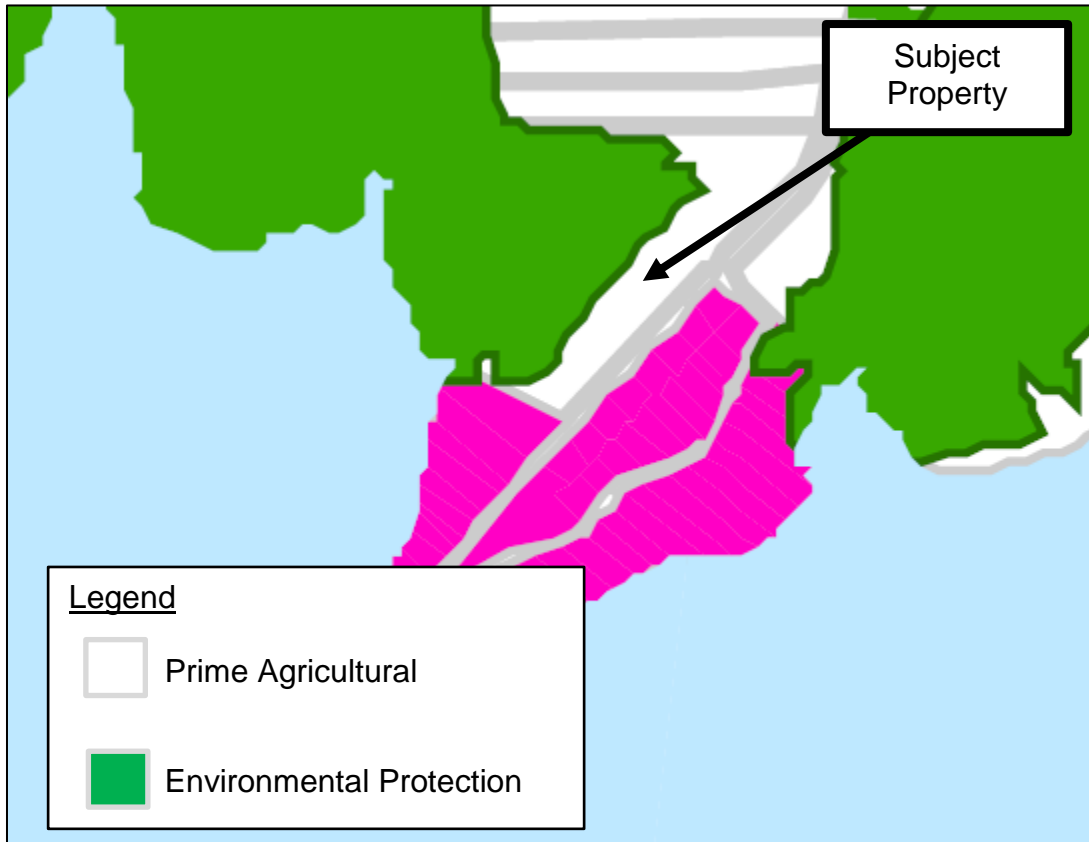 Subject
Property
Legend
Prime Agricultural
Environmental Protection